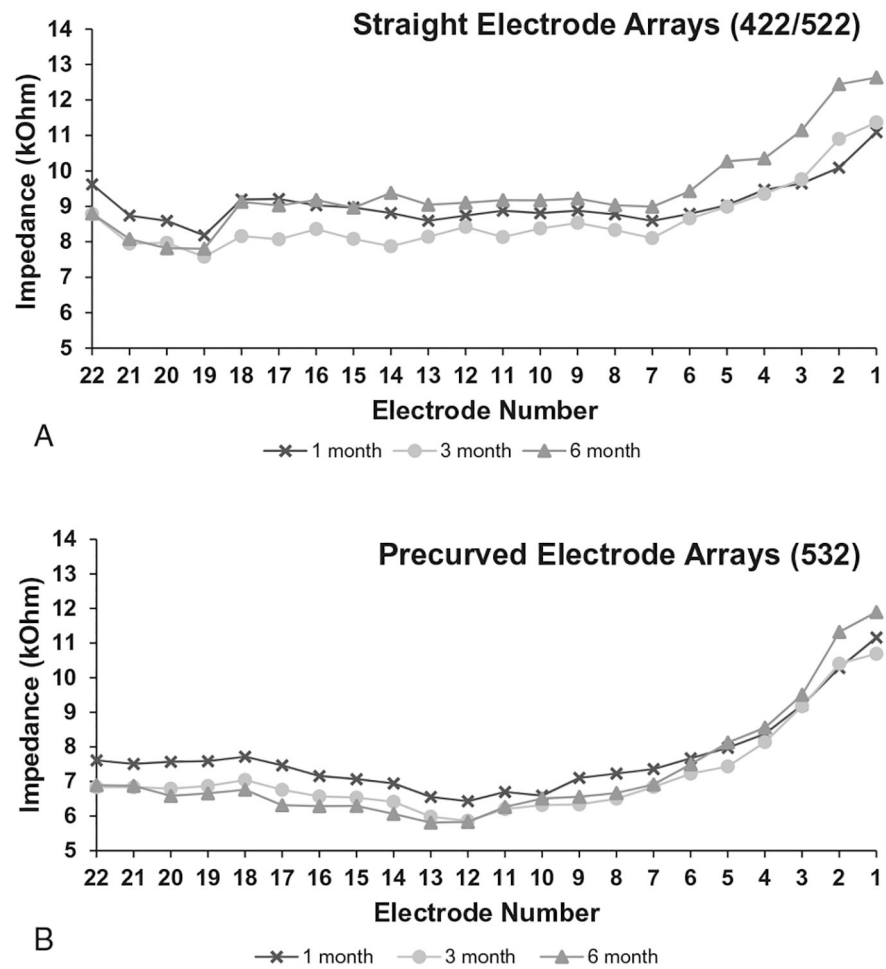 Straight Electrode Arrays (422/522)
14
13
12
11
10
9
8
7
6
5
Impedance (kOhm)
22 21 20 19 18 17 16 15 14 13 12 11 10 9 8 7 6 5 4 3 2 1
Electrode Number
A
1 month 3 month 6 month
Precurved Electrode Arrays (532)
14
13
12
11
10
9
8
7
6
5
Impedance (kOhm)
22 21 20 19 18 17 16 15 14 13 12 11 10 9 8 7 6 5 4 3 2 1
Electrode Number
B
1 month 3 month 6 month